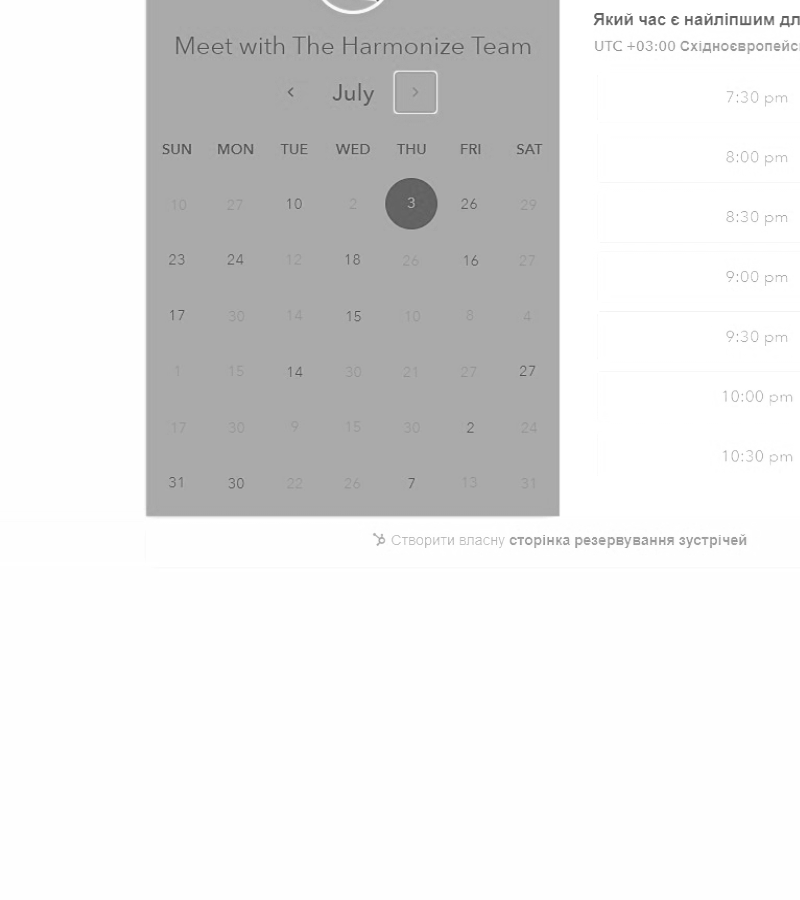 Meet with The Harmonize Team
July
SUN MON TUE WED THU FRI SAT
10 27 10 2 3 26 29
23 24 12 18 26 16 27
17 30 14 15 10 8 4
1 15 14 30 21 27 27
17 30 9 15 30 2 24
31 30 22 26 7 13 31
Який час є найліпшим
UTC +03:00
7:30 pm
8:00 pm
8:30 pm
9:00 pm
9:30 pm
10:00 pm
10:30 pm
Створити власну сторінка резервування зустрічей